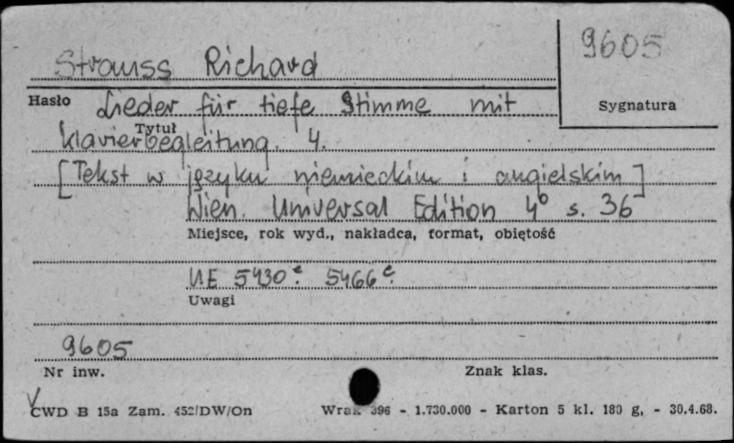 9605
Strauss Richard
Hasło Lieder für tiefe Stimme mit
Sygnatura
Tytuł
Klavierbegleitung. 4.
[Tekst w języku niemieckim i angielskim]
Wien. Universal Edition 4° s. 36
Miejsce, rok wyd., nakładca, format, objętość
UE 5430c. 5466c.
Uwagi
9605
Nr inw.
Znak klas.
CWD B 15a Zam. 452/DW/On Wrak 396 - 1.730.000 - Karton 5 kl. 180 g, - 30.4.68.